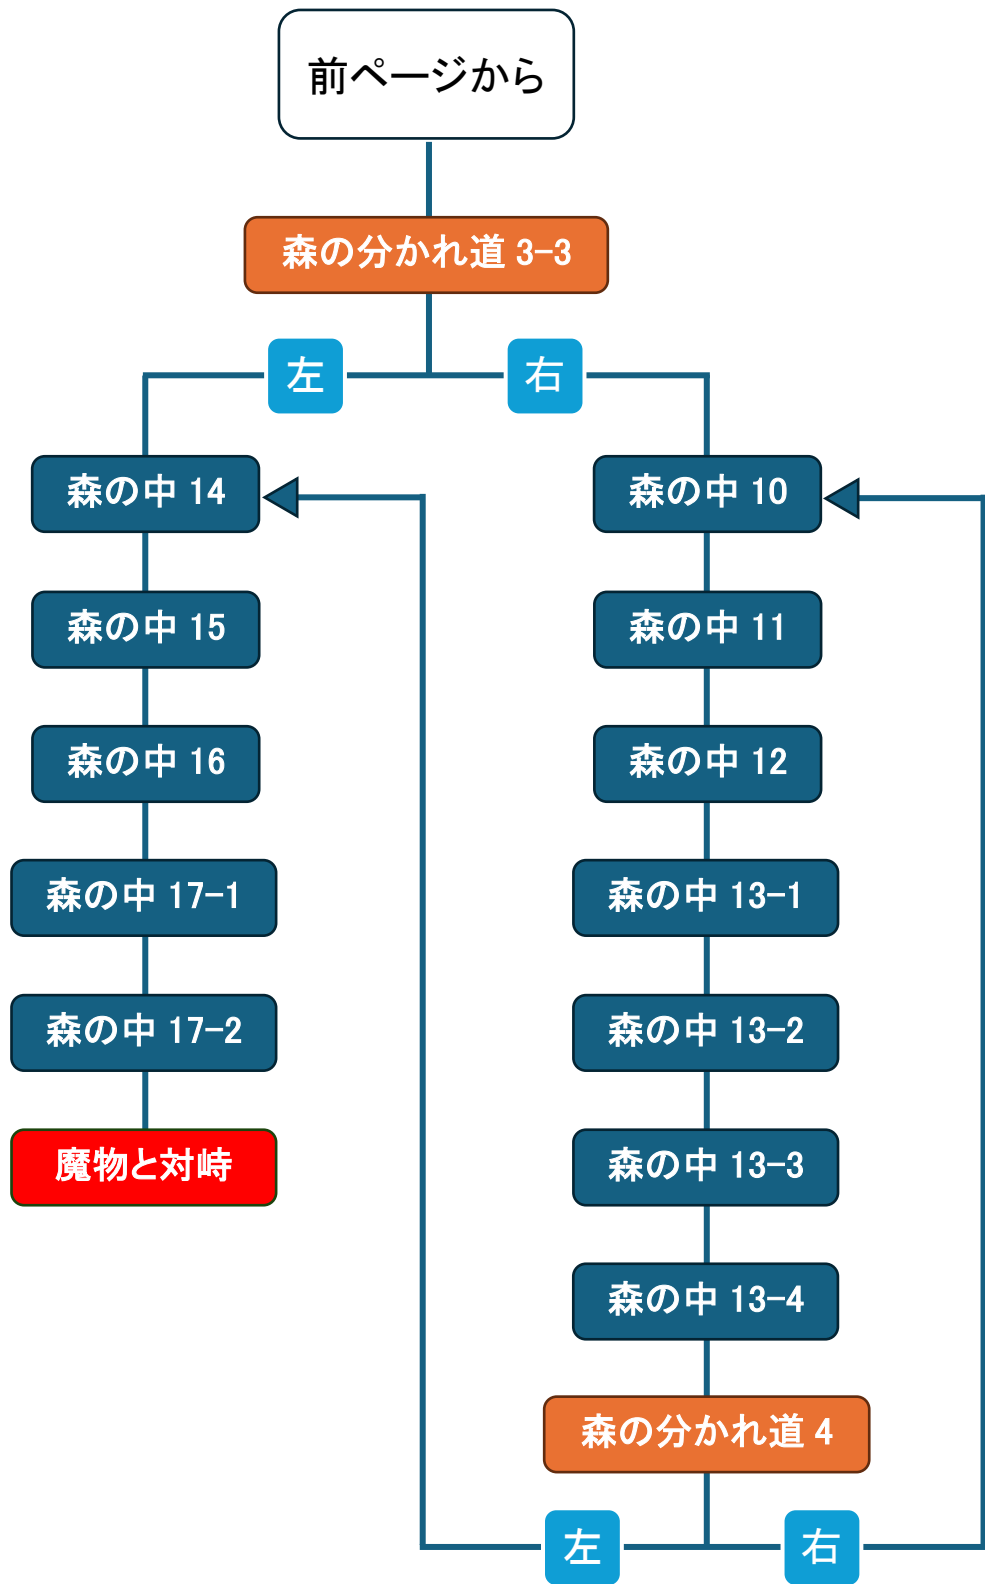 前ページから
森の分かれ道 3-3
左
右
森の中 14
森の中 10
森の中 15
森の中 11
森の中 16
森の中 12
森の中 17-1
森の中 13-1
森の中 17-2
森の中 13-2
魔物と対峙
森の中 13-3
森の中 13-4
森の分かれ道 4
左
右